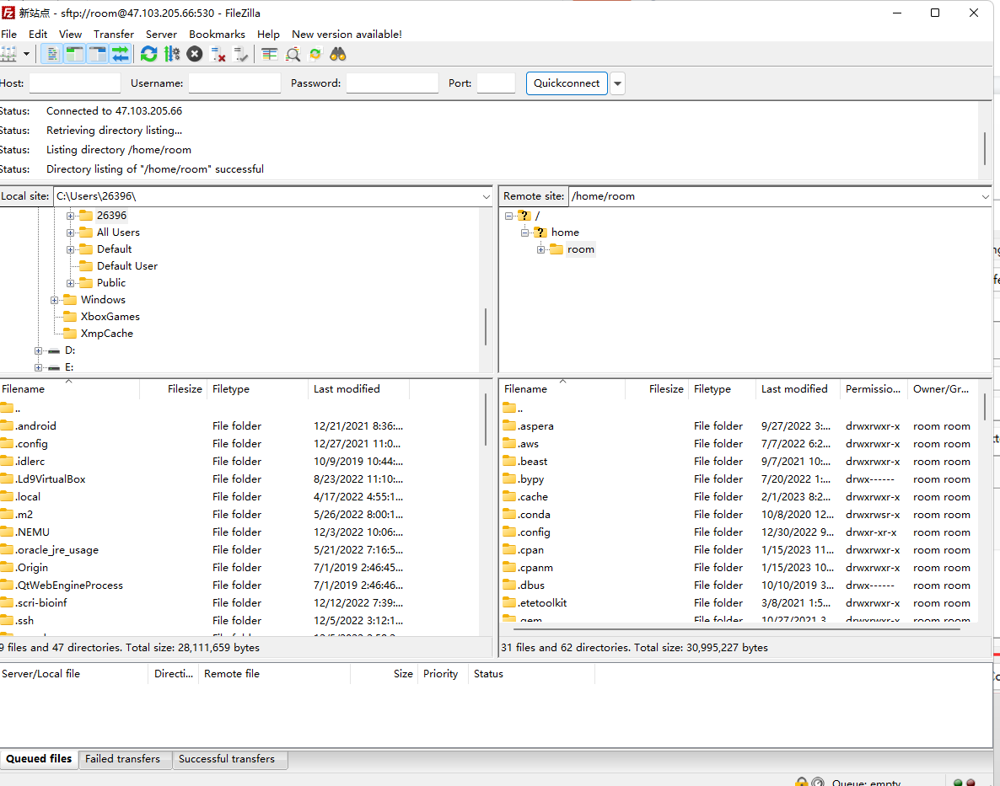 新站点 - sftp://room@47.103.205.66:530 - FileZilla
File Edit View Transfer Server Bookmarks Help New version available!
Host: Username: Password: Port: Quickconnect
Status: Connected to 47.103.205.66
Status: Retrieving directory listing...
Status: Listing directory /home/room
Status: Directory listing of "/home/room" successful
Local site: C:\Users\26396\
26396
All Users
Default
Default User
Public
Windows
XboxGames
XmpCache
D:
E:
Remote site: /home/room
/
home
room
Filename Filesize Filetype Last modified
..
.android File folder 12/21/2021 8:36:...
.config File folder 12/27/2021 11:0...
.idlerc File folder 10/9/2019 10:44:...
.Ld9VirtualBox File folder 8/23/2022 11:10:...
.local File folder 4/17/2022 4:55:1...
.m2 File folder 5/26/2022 8:00:1...
.NEMU File folder 12/3/2022 10:06:...
.oracle_jre_usage File folder 5/21/2022 7:16:5...
.Origin File folder 7/1/2019 2:46:45...
.QtWebEngineProcess File folder 7/1/2019 2:46:46...
.scri-bioinf File folder 12/12/2022 7:39:...
.ssh File folder 12/5/2022 3:12:1...
9 files and 47 directories. Total size: 28,111,659 bytes
Filename Filesize Filetype Last modified Permissio... Owner/Gr...
..
.aspera File folder 9/27/2022 3:... drwxrwxr-x room room
.aws File folder 7/7/2022 6:2... drwxrwxr-x room room
.beast File folder 9/7/2021 10:... drwxrwxr-x room room
.bypy File folder 7/20/2022 1:... drwx------ room room
.cache File folder 2/1/2023 8:2... drwxrwxr-x room room
.conda File folder 10/8/2020 12... drwxrwsr-x room room
.config File folder 12/30/2022 9... drwxr-xr-x room room
.cpan File folder 1/15/2023 11... drwxrwxr-x room room
.cpanm File folder 1/15/2023 10... drwxrwxr-x room room
.dbus File folder 10/10/2019 3... drwx------ room room
.etetoolkit File folder 3/8/2021 1:5... drwxrwxr-x room room
.gem File folder 10/27/2021 3... drwxrwxr-x room room
31 files and 62 directories. Total size: 30,995,227 bytes
Server/Local file Directi... Remote file Size Priority Status
Queued files Failed transfers Successful transfers
Queue: empty